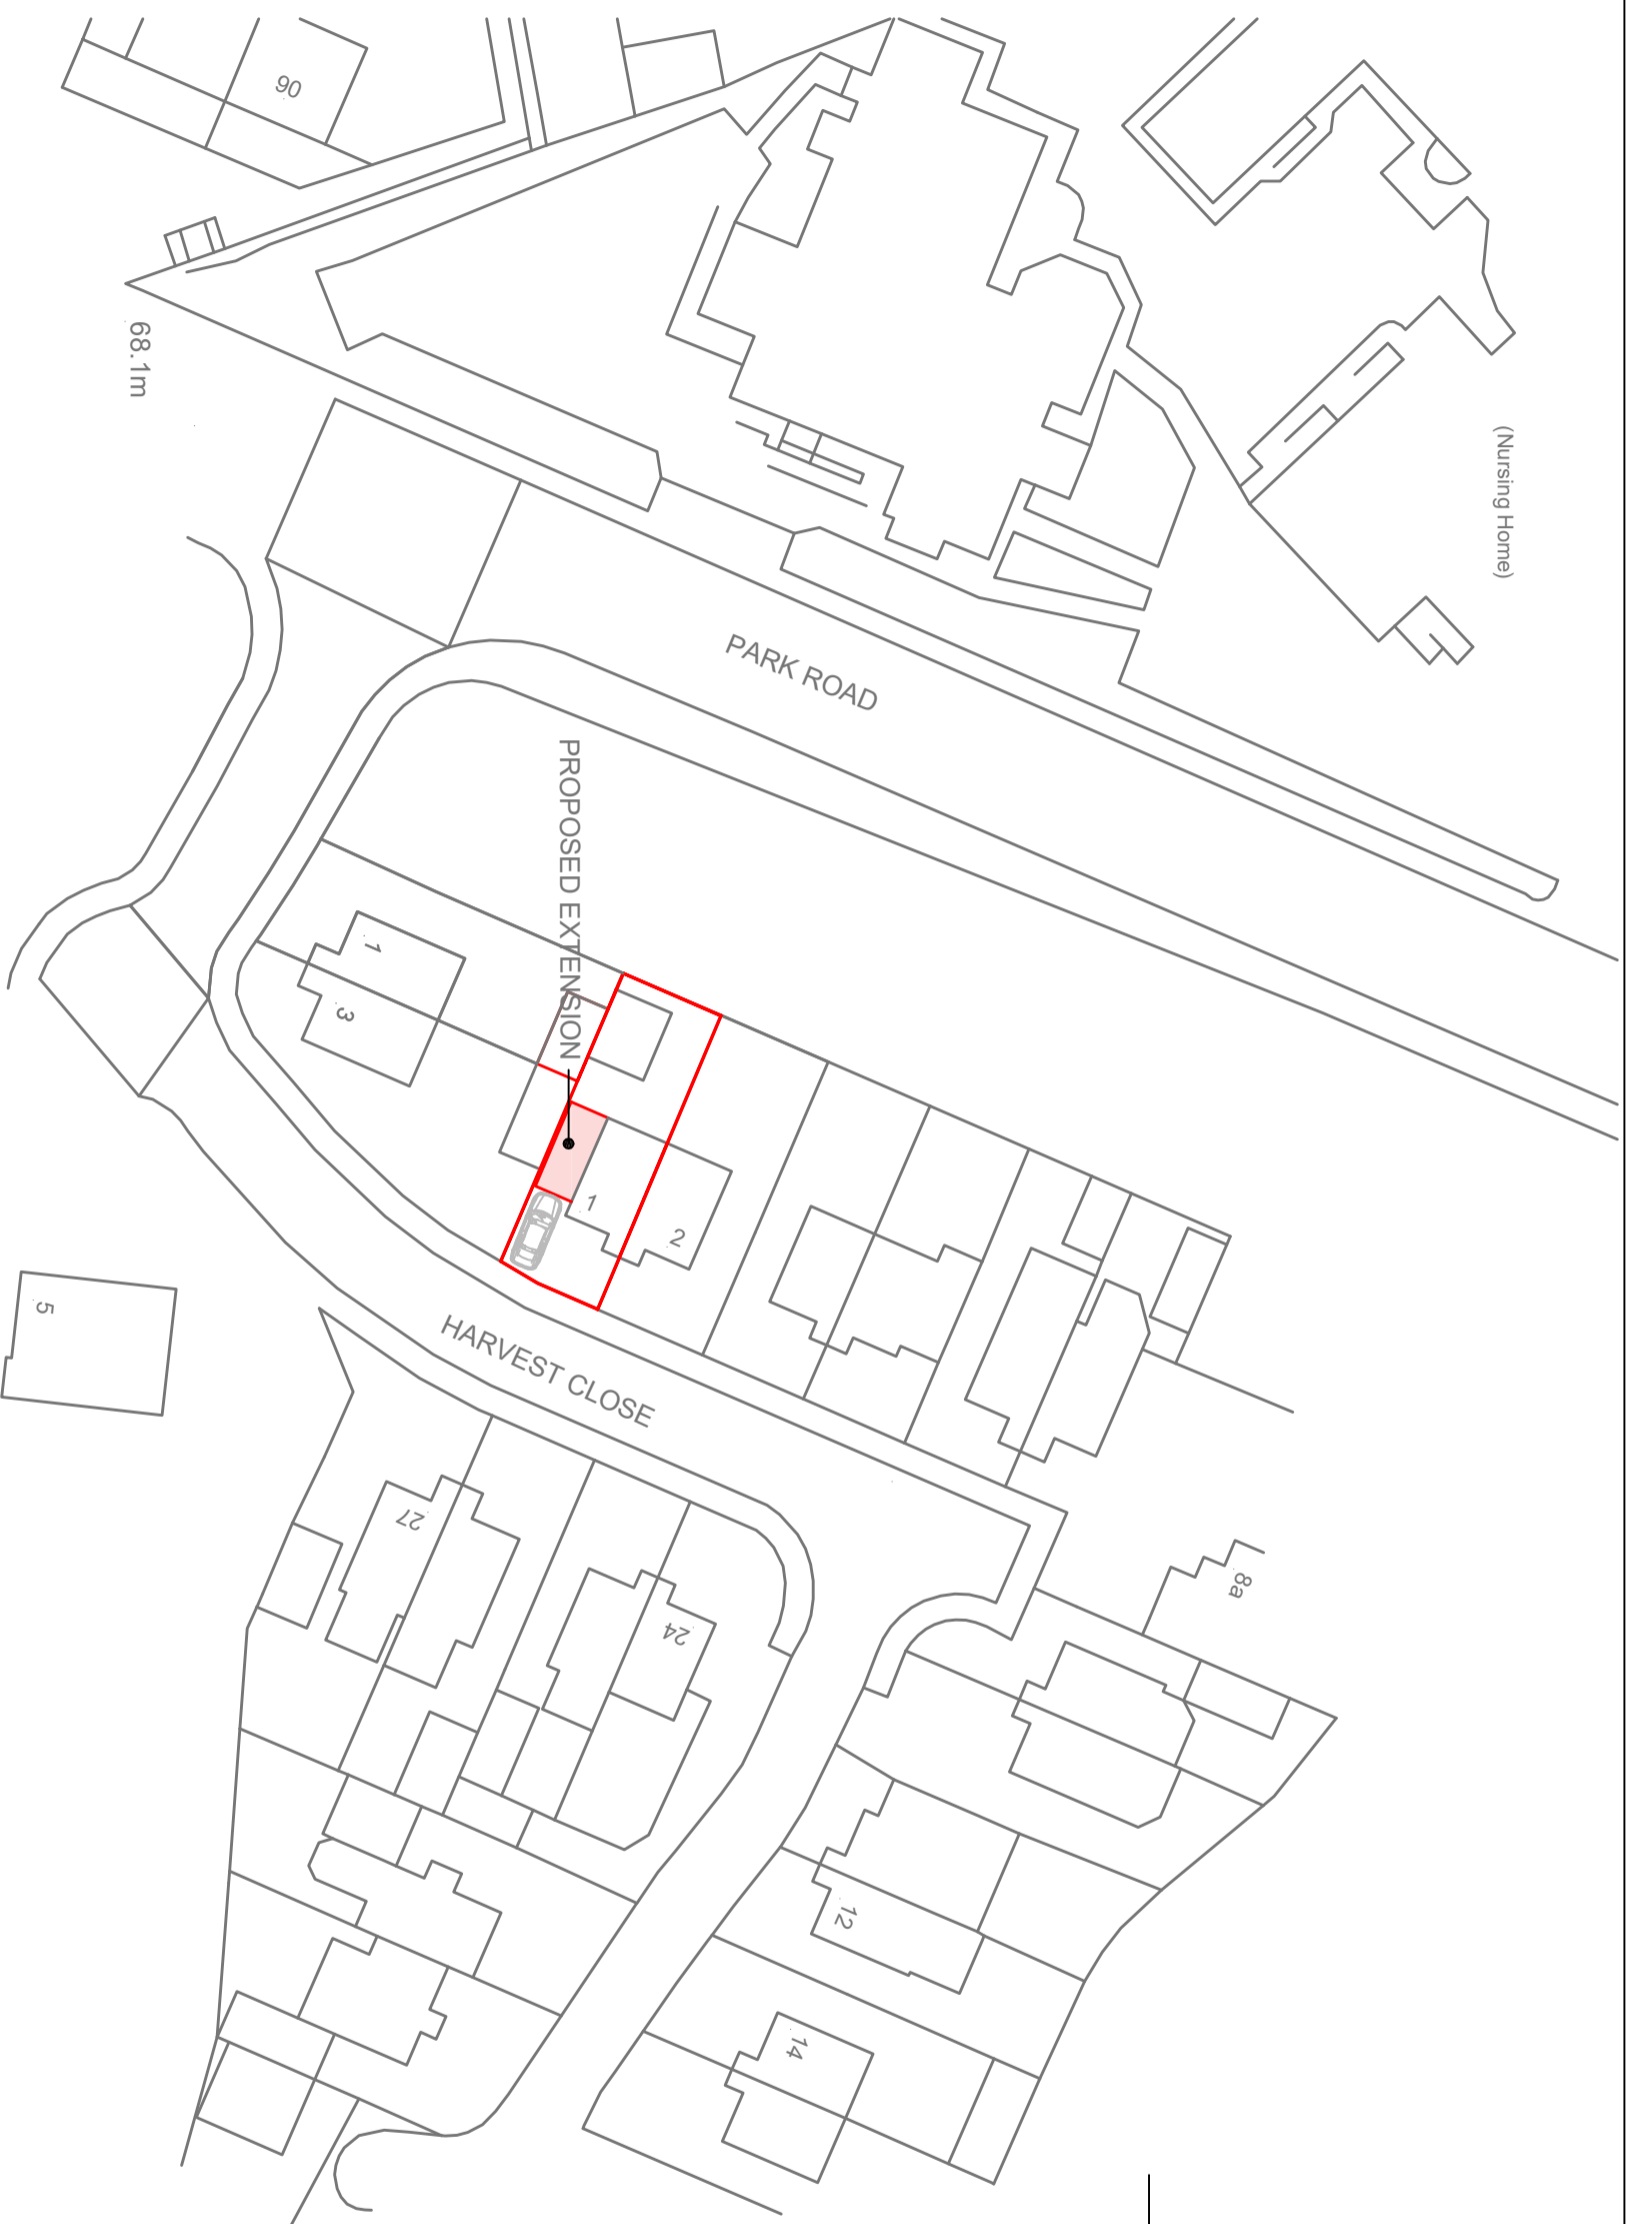 90
68.1m
(Nursing Home)
PARK ROAD
PROPOSED EXTENSION
1
3
1
2
5
HARVEST CLOSE
27
24
8a
12
14